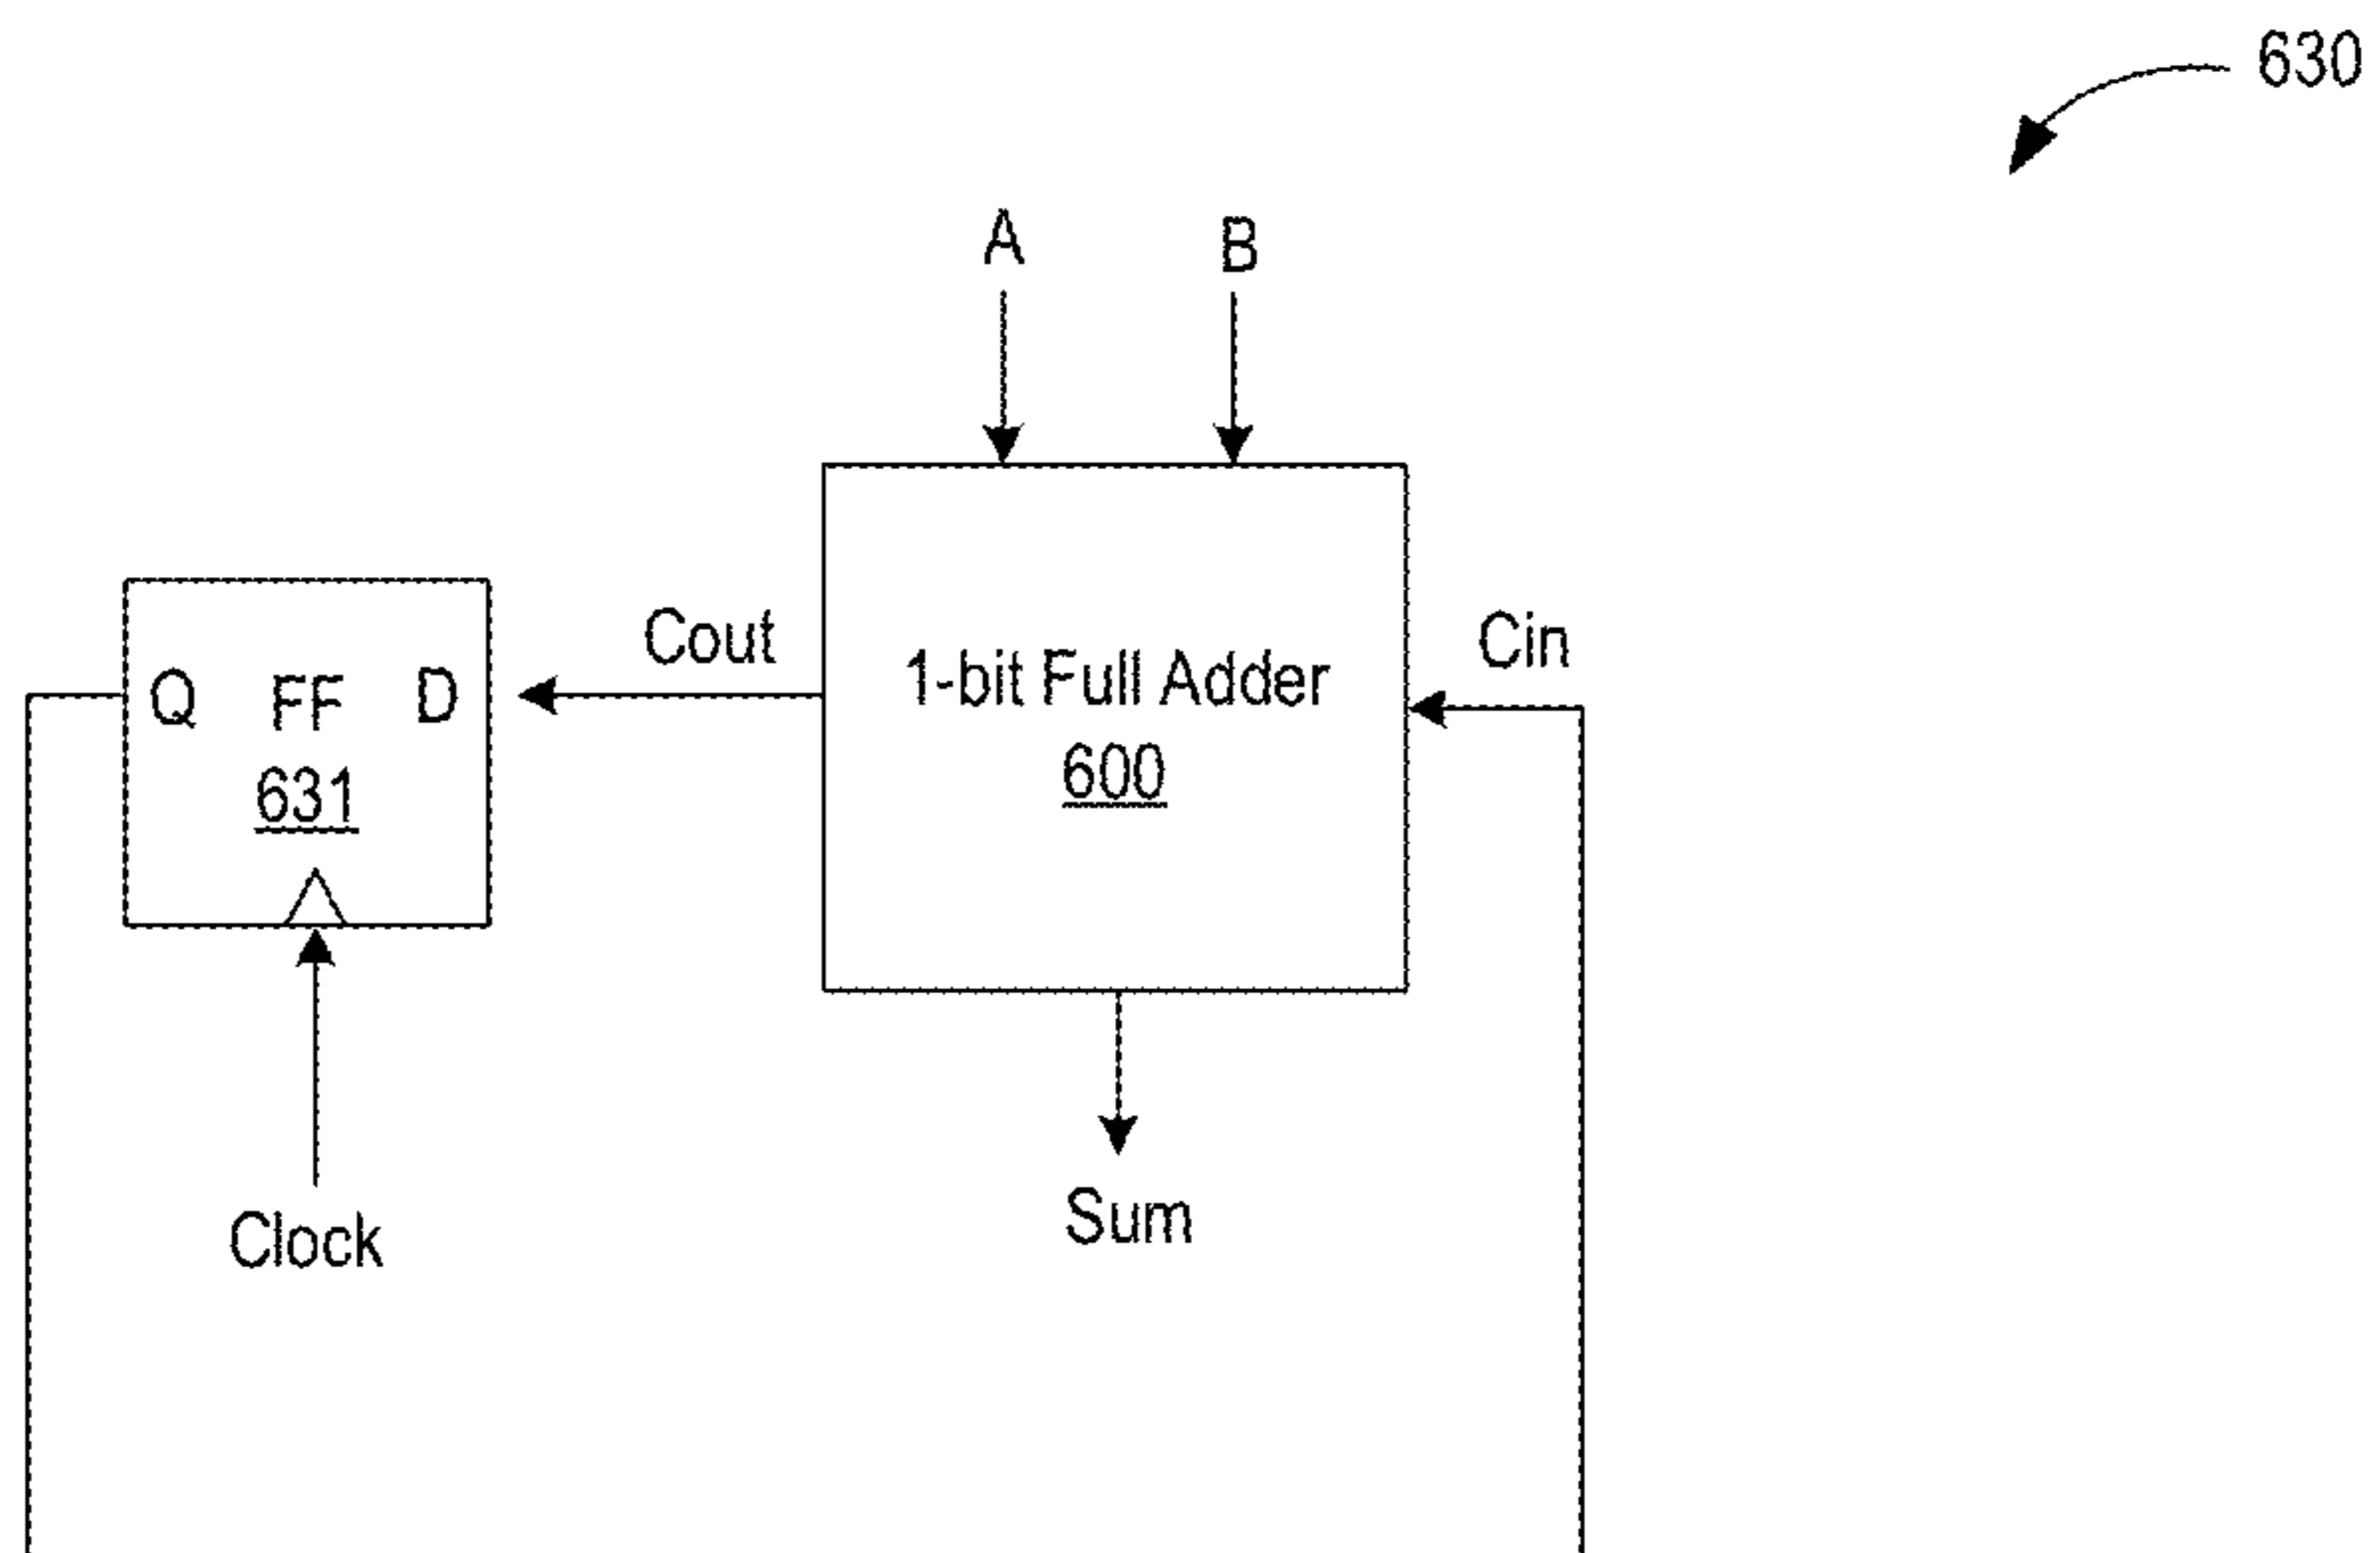 630
A
B
Cout
Cin
Q FF D
631
1-bit Full Adder
600
Clock
Sum